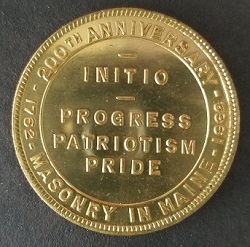 200TH ANNIVERSARY
- 1762 - MASONRY IN MAINE - 1962 -
- INITIO -
PROGRESS
PATRIOTISM
PRIDE